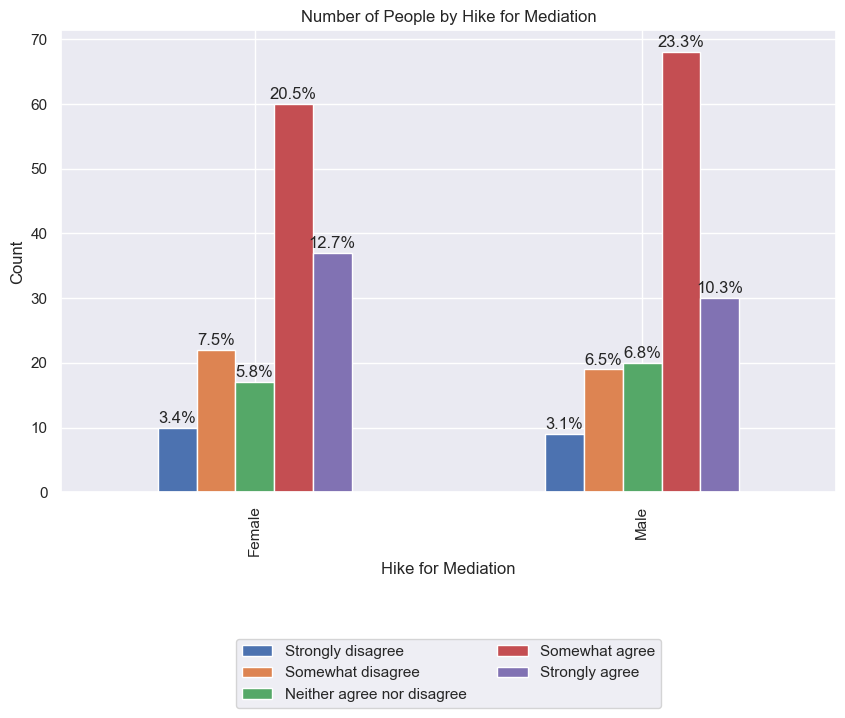 Number of People by Hike for Mediation
70
60
50
40
30
20
10
0
Count
3.4%
7.5%
5.8%
20.5%
12.7%
3.1%
6.5%
6.8%
23.3%
10.3%
Female
Male
Hike for Mediation
Strongly disagree
Somewhat disagree
Neither agree nor disagree
Somewhat agree
Strongly agree